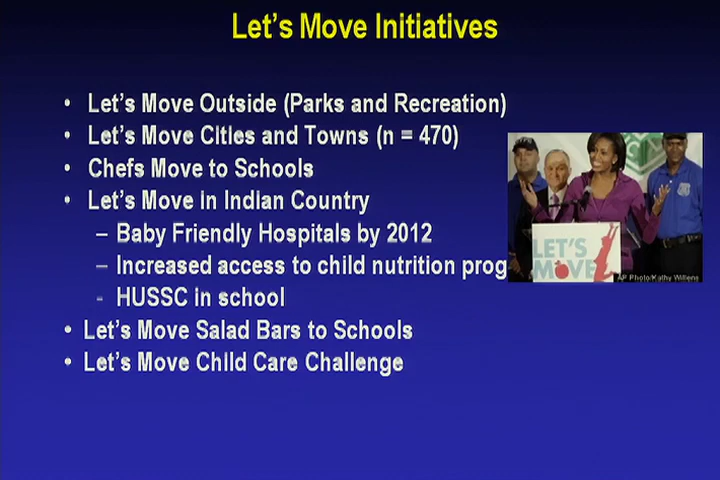 Let's Move Initiatives
• Let's Move Outside (Parks and Recreation)
• Let's Move Cities and Towns (n = 470)
• Chefs Move to Schools
• Let's Move in Indian Country
– Baby Friendly Hospitals by 2012
– Increased access to child nutrition prog
- HUSSC in school
• Let's Move Salad Bars to Schools
• Let's Move Child Care Challenge
LET'S
MOVE
AP Photo/Kathy Willens